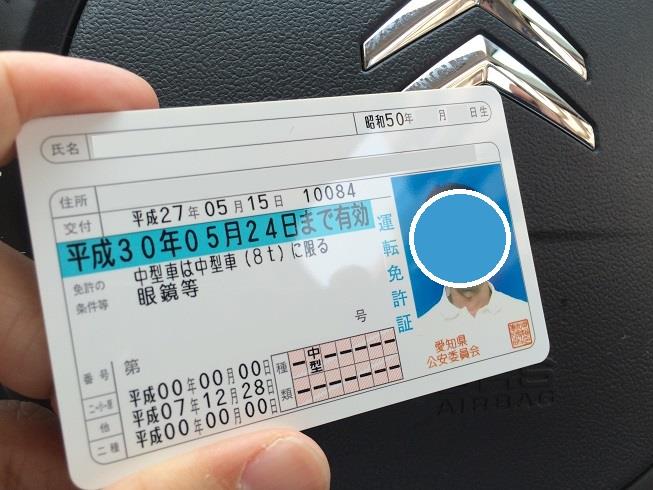 氏名 昭和50年 月 日生
住所
交付 平成27年05月15日 10084
平成30年05月24日まで有効
免許の条件等 中型車は中型車(8t)に限る
眼鏡等
運転免許証
番号 第 号
二・小・原 平成00年00月00日
他 平成07年12月28日
二種 平成00年00月00日
種類 中型
愛知県
公安委員会
AIRBAG